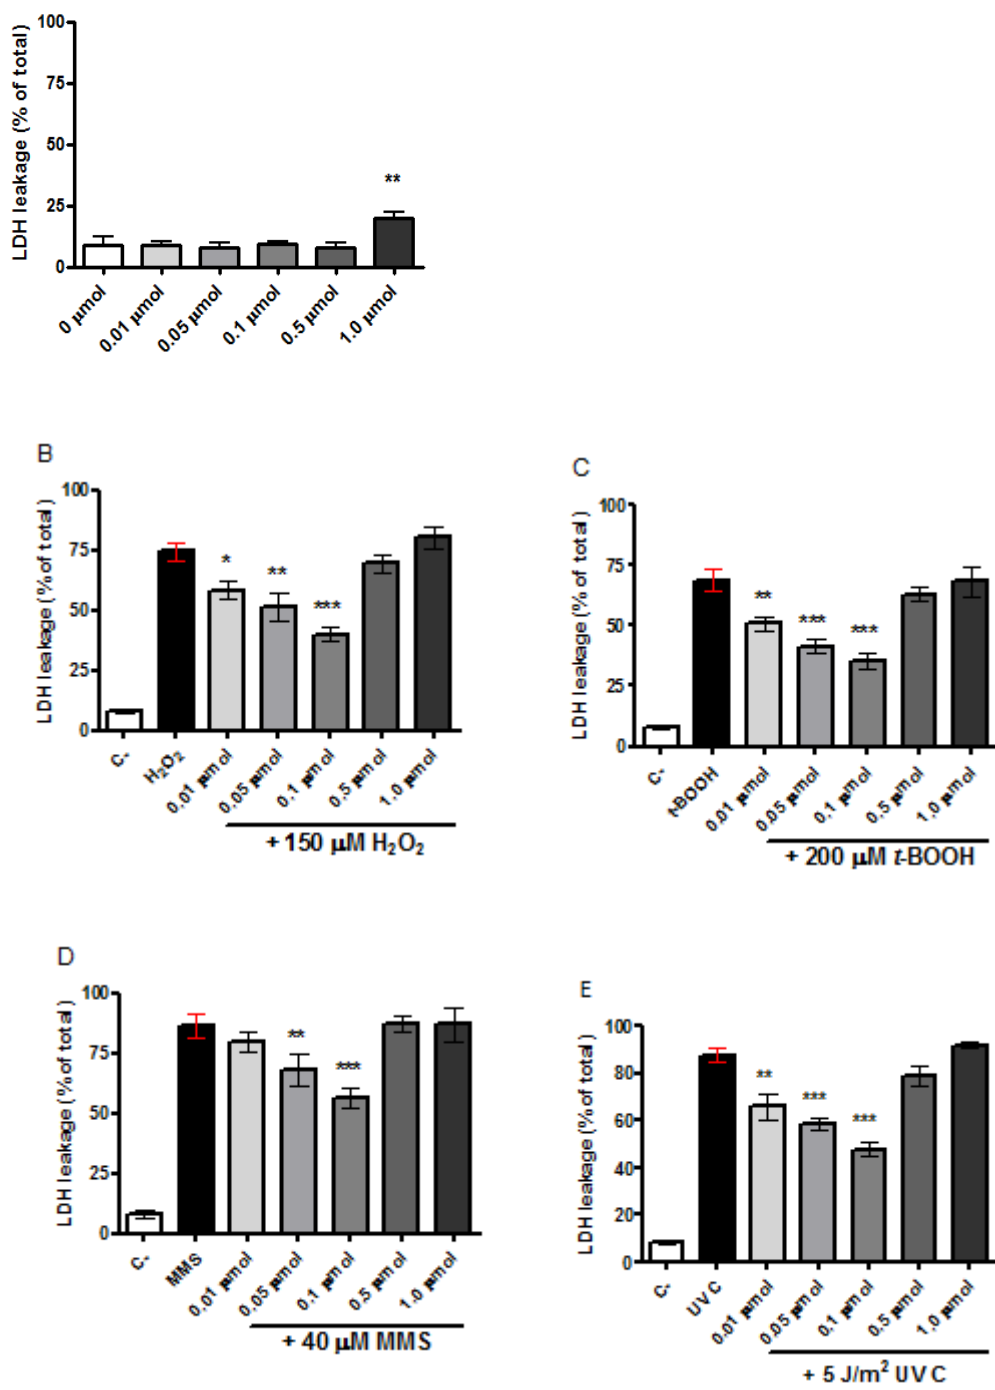 LDH leakage (% of total)
100
75
50
25
0
**
0 µmol
0.01 µmol
0.05 µmol
0.1 µmol
0.5 µmol
1.0 µmol
B
LDH leakage (% of total)
100
75
50
25
0
*
**
***
C-
H₂O₂
0,01 µmol
0,05 µmol
0,1 µmol
0,5 µmol
1,0 µmol
+ 150 µM H₂O₂
C
LDH leakage (% of total)
100
75
50
25
0
**
***
***
C-
t-BOOH
0,01 µmol
0,05 µmol
0,1 µmol
0,5 µmol
1,0 µmol
+ 200 µM t-BOOH
D
LDH leakage (% of total)
100
75
50
25
0
**
***
C-
MMS
0,01 µmol
0,05 µmol
0,1 µmol
0,5 µmol
1,0 µmol
+ 40 µM MMS
E
LDH leakage (% of total)
100
80
60
40
20
0
**
***
***
C-
UV C
0,01 µmol
0,05 µmol
0,1 µmol
0,5 µmol
1,0 µmol
+ 5 J/m² UV C